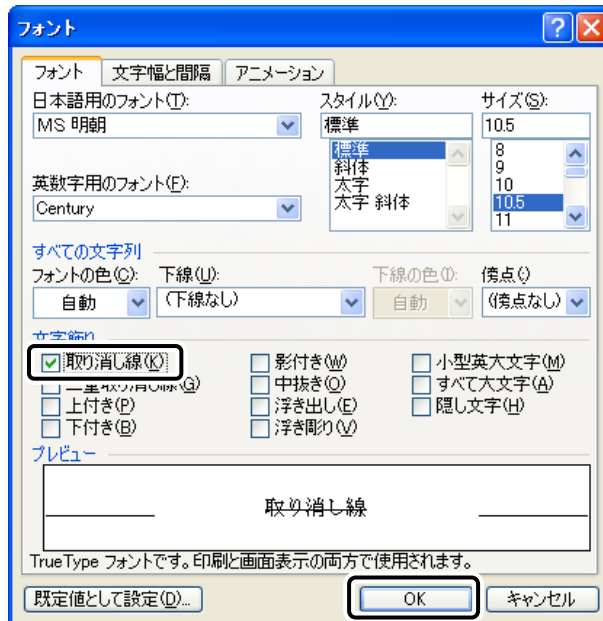 フォント
フォント 文字幅と間隔 アニメーション
日本語用のフォント(T): スタイル(Y): サイズ(S):
MS 明朝 標準 10.5
標準 8
斜体 9
太字 10
太字 斜体 10.5
11
英数字用のフォント(F):
Century
すべての文字列
フォントの色(C): 下線(U): 下線の色(I): 傍点(:)
自動 (下線なし) 自動 (傍点なし)
文字飾り
取り消し線(K) 影付き(W) 小型英大文字(M)
二重取り消し線(G) 中抜き(O) すべて大文字(A)
上付き(P) 浮き出し(E) 隠し文字(H)
下付き(B) 浮き彫り(V)
プレビュー
取り消し線
TrueType フォントです。印刷と画面表示の両方で使用されます。
既定値として設定(D)... OK キャンセル